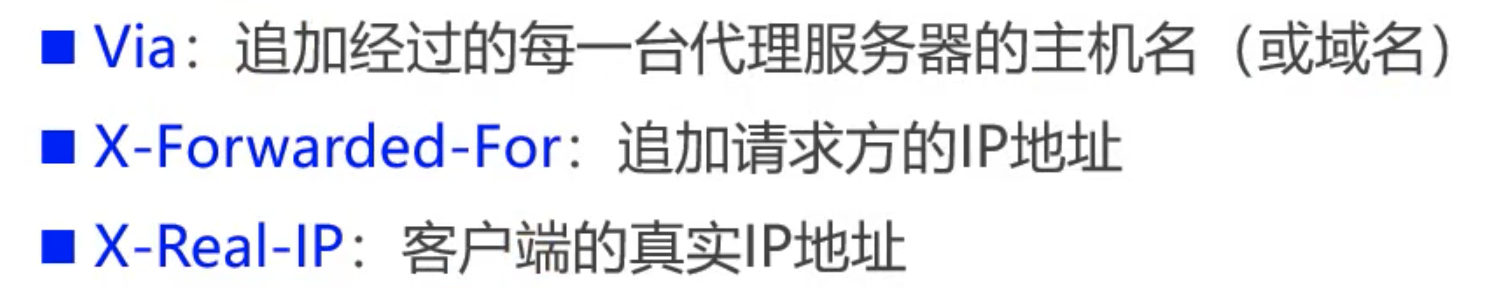 ■ Via：追加经过的每一台代理服务器的主机名（或域名）
■ X-Forwarded-For：追加请求方的IP地址
■ X-Real-IP：客户端的真实IP地址